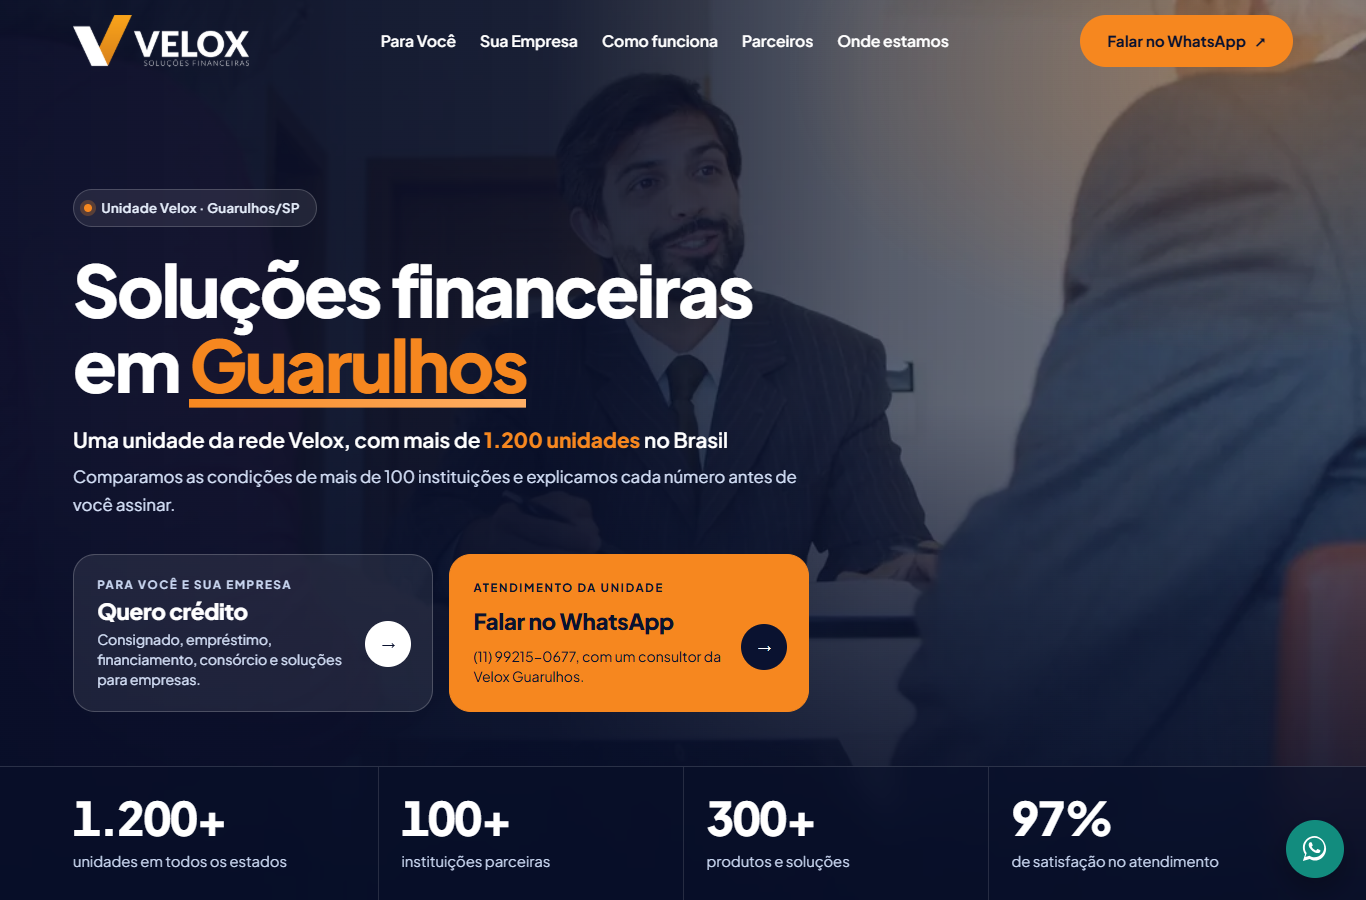 VELOX
SOLUÇÕES FINANCEIRAS
Para Você
Sua Empresa
Como funciona
Parceiros
Onde estamos
Falar no WhatsApp ↗
Unidade Velox · Guarulhos/SP
Soluções financeiras
em Guarulhos
Uma unidade da rede Velox, com mais de 1.200 unidades no Brasil
Comparamos as condições de mais de 100 instituições e explicamos cada número antes de
você assinar.
PARA VOCÊ E SUA EMPRESA
Quero crédito
Consignado, empréstimo,
financiamento, consórcio e soluções
para empresas.
→
ATENDIMENTO DA UNIDADE
Falar no WhatsApp
(11) 99215-0677, com um consultor da
Velox Guarulhos.
→
1.200+
unidades em todos os estados
100+
instituições parceiras
300+
produtos e soluções
97%
de satisfação no atendimento